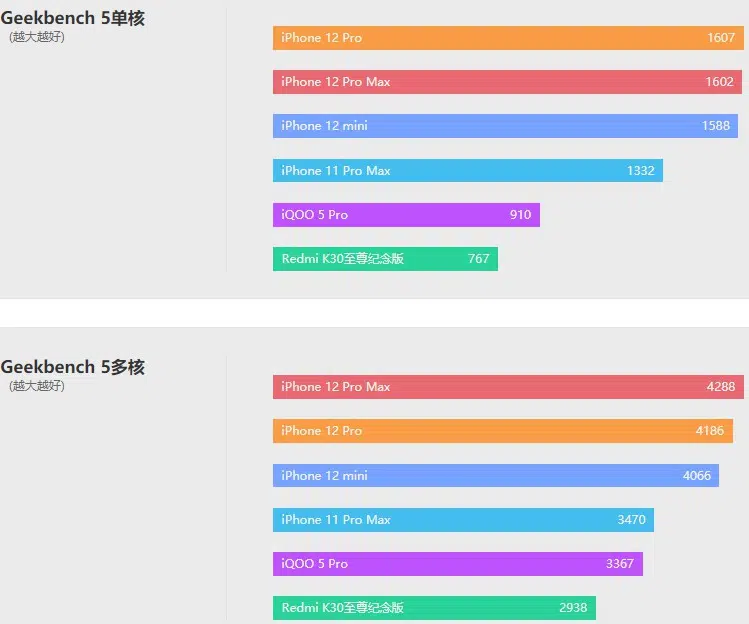 Geekbench 5单核
(越大越好)
iPhone 12 Pro 1607
iPhone 12 Pro Max 1602
iPhone 12 mini 1588
iPhone 11 Pro Max 1332
iQOO 5 Pro 910
Redmi K30至尊纪念版 767
Geekbench 5多核
(越大越好)
iPhone 12 Pro Max 4288
iPhone 12 Pro 4186
iPhone 12 mini 4066
iPhone 11 Pro Max 3470
iQOO 5 Pro 3367
Redmi K30至尊纪念版 2938